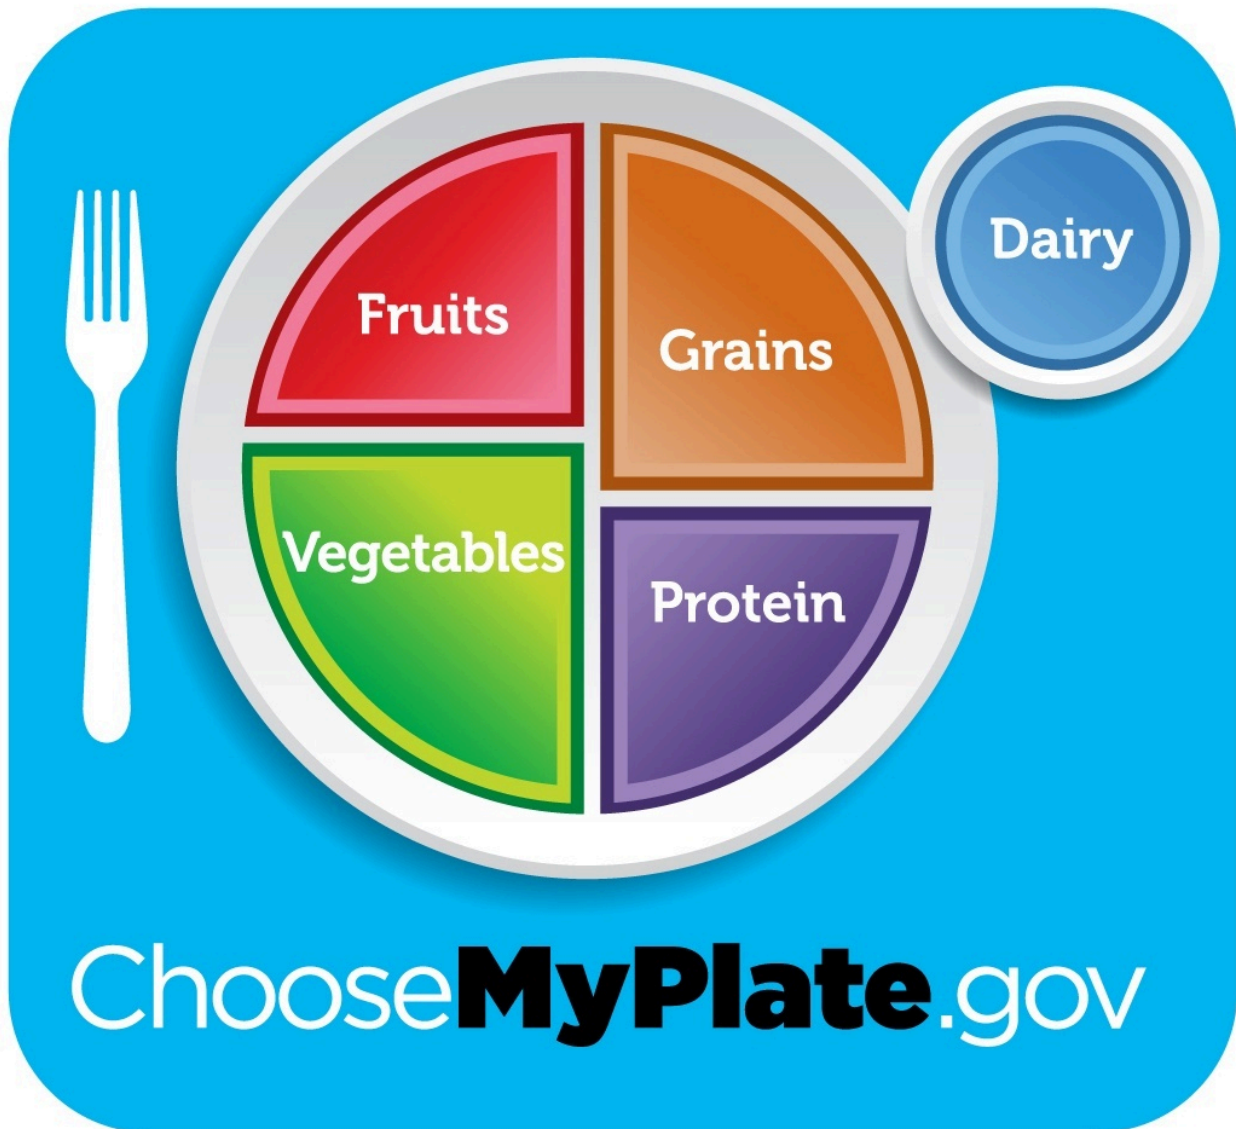 Fruits
Grains
Dairy
Vegetables
Protein
ChooseMyPlate.gov